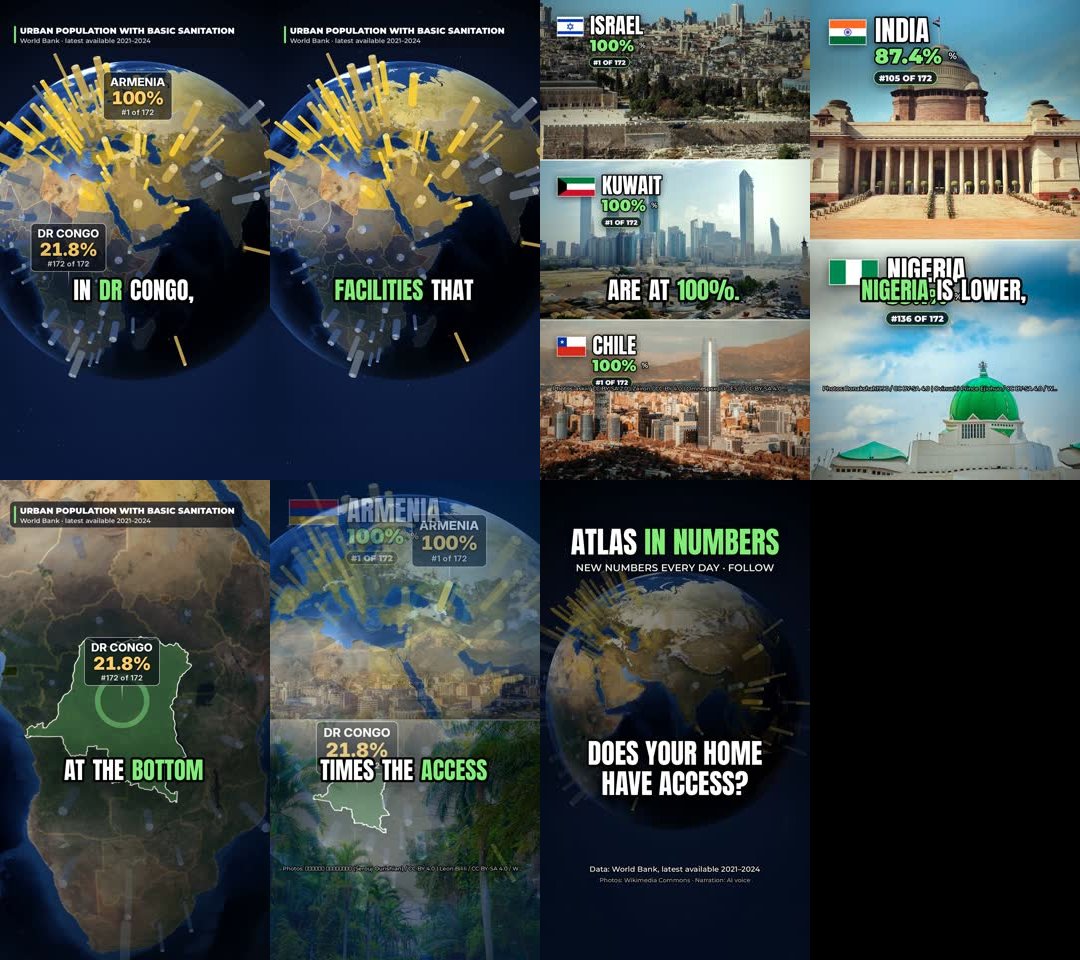 URBAN POPULATION WITH BASIC SANITATION
World Bank · latest available 2021-2024
ARMENIA
100%
#1 of 172
DR CONGO
21.8%
#172 of 172
IN DR CONGO,
URBAN POPULATION WITH BASIC SANITATION
World Bank · latest available 2021-2024
FACILITIES THAT
ISRAEL
100%
#1 OF 172
KUWAIT
100% %
#1 OF 172
ARE AT 100%.
CHILE
100% %
#1 OF 172
INDIA
87.4% %
#105 OF 172
NIGERIA
NIGERIA IS LOWER,
#136 OF 172
URBAN POPULATION WITH BASIC SANITATION
World Bank · latest available 2021-2024
DR CONGO
21.8%
#172 of 172
AT THE BOTTOM
ARMENIA
100% %
#1 OF 172
ARMENIA
100%
#1 of 172
DR CONGO
21.8%
TIMES THE ACCESS
ATLAS IN NUMBERS
NEW NUMBERS EVERY DAY · FOLLOW
DOES YOUR HOME
HAVE ACCESS?
Data: World Bank, latest available 2021–2024
Photos: Wikimedia Commons · Narration: AI voice